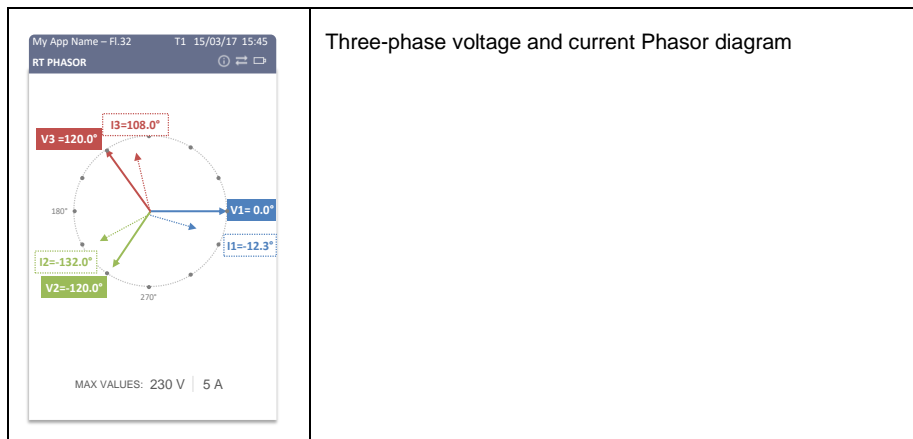 My App Name – Fl.32 T1 15/03/17 15:45
RT PHASOR
I3=108.0°
V3 =120.0°
180°
V1= 0.0°
I1=-12.3°
I2=-132.0°
V2=-120.0°
270°
MAX VALUES: 230 V 5 A
Three-phase voltage and current Phasor diagram